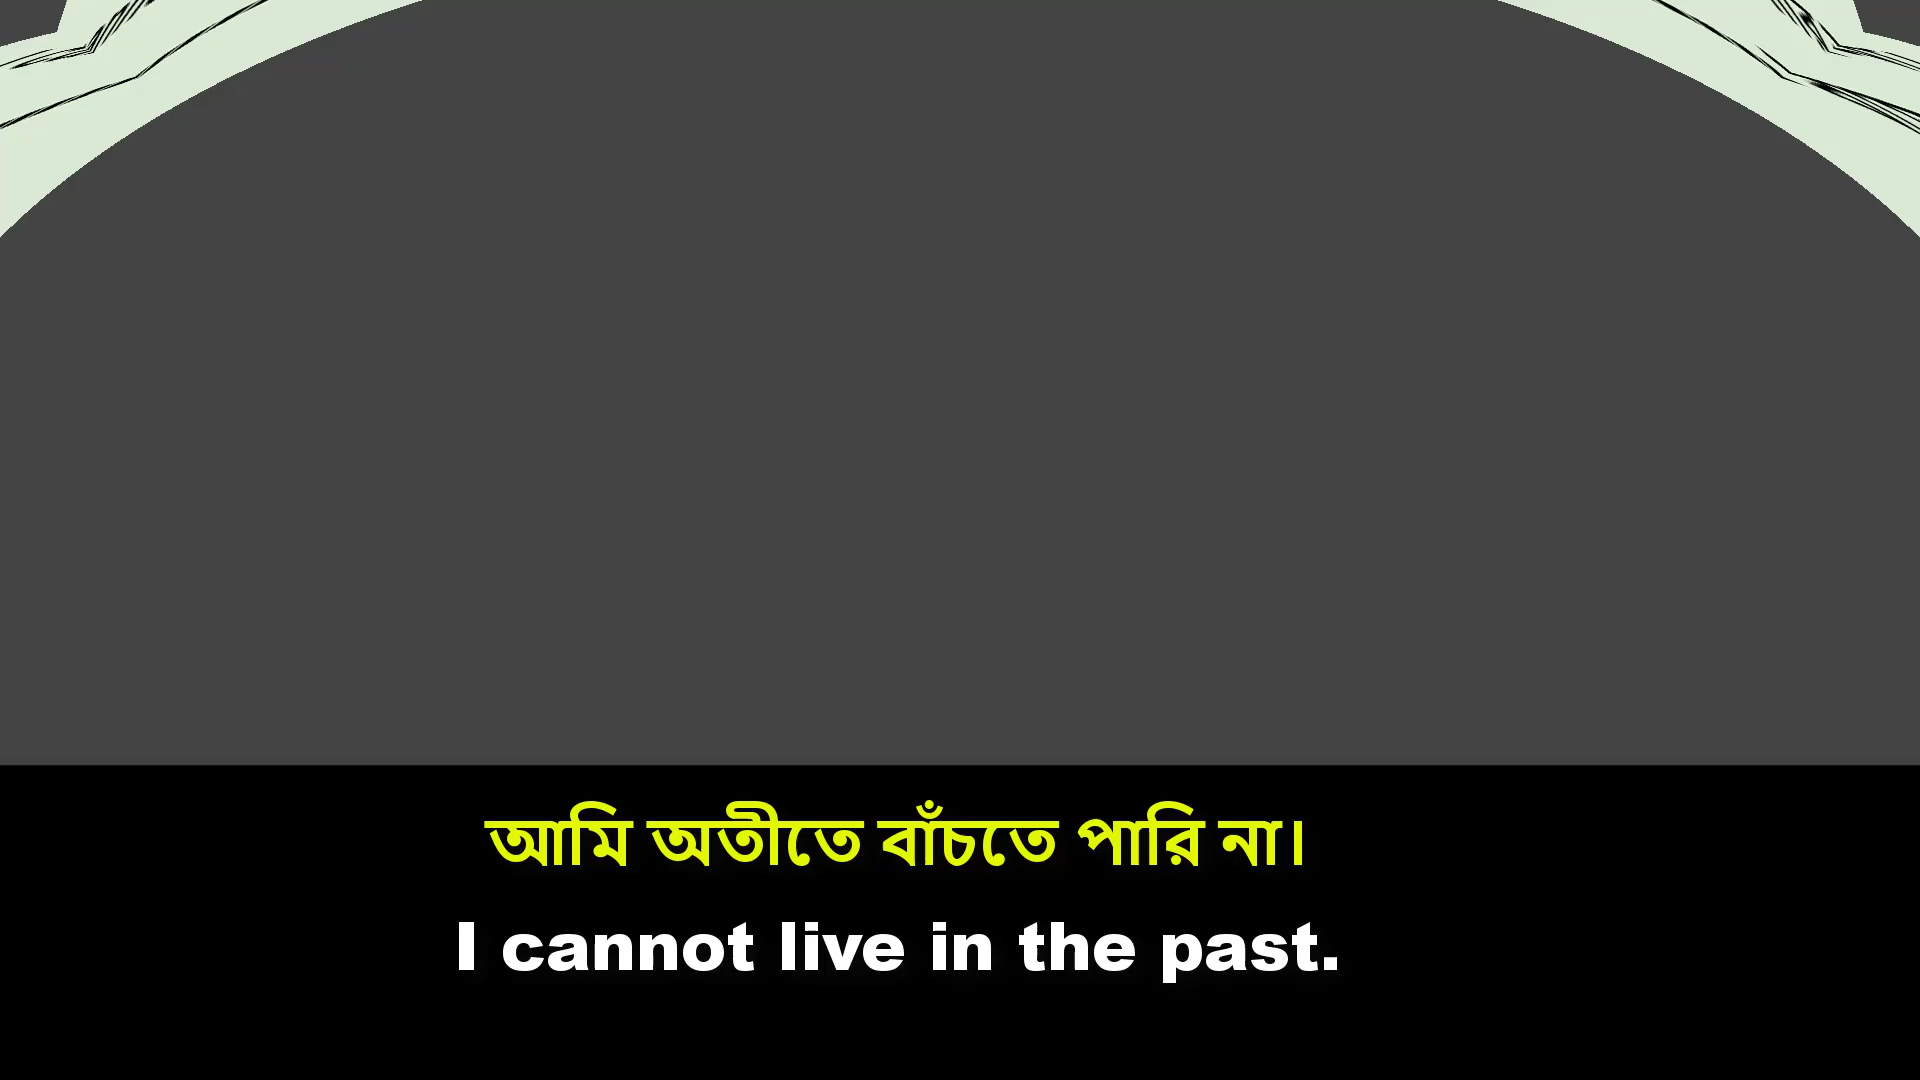 আমি অতীতে বাঁচতে পারি না।
I cannot live in the past.